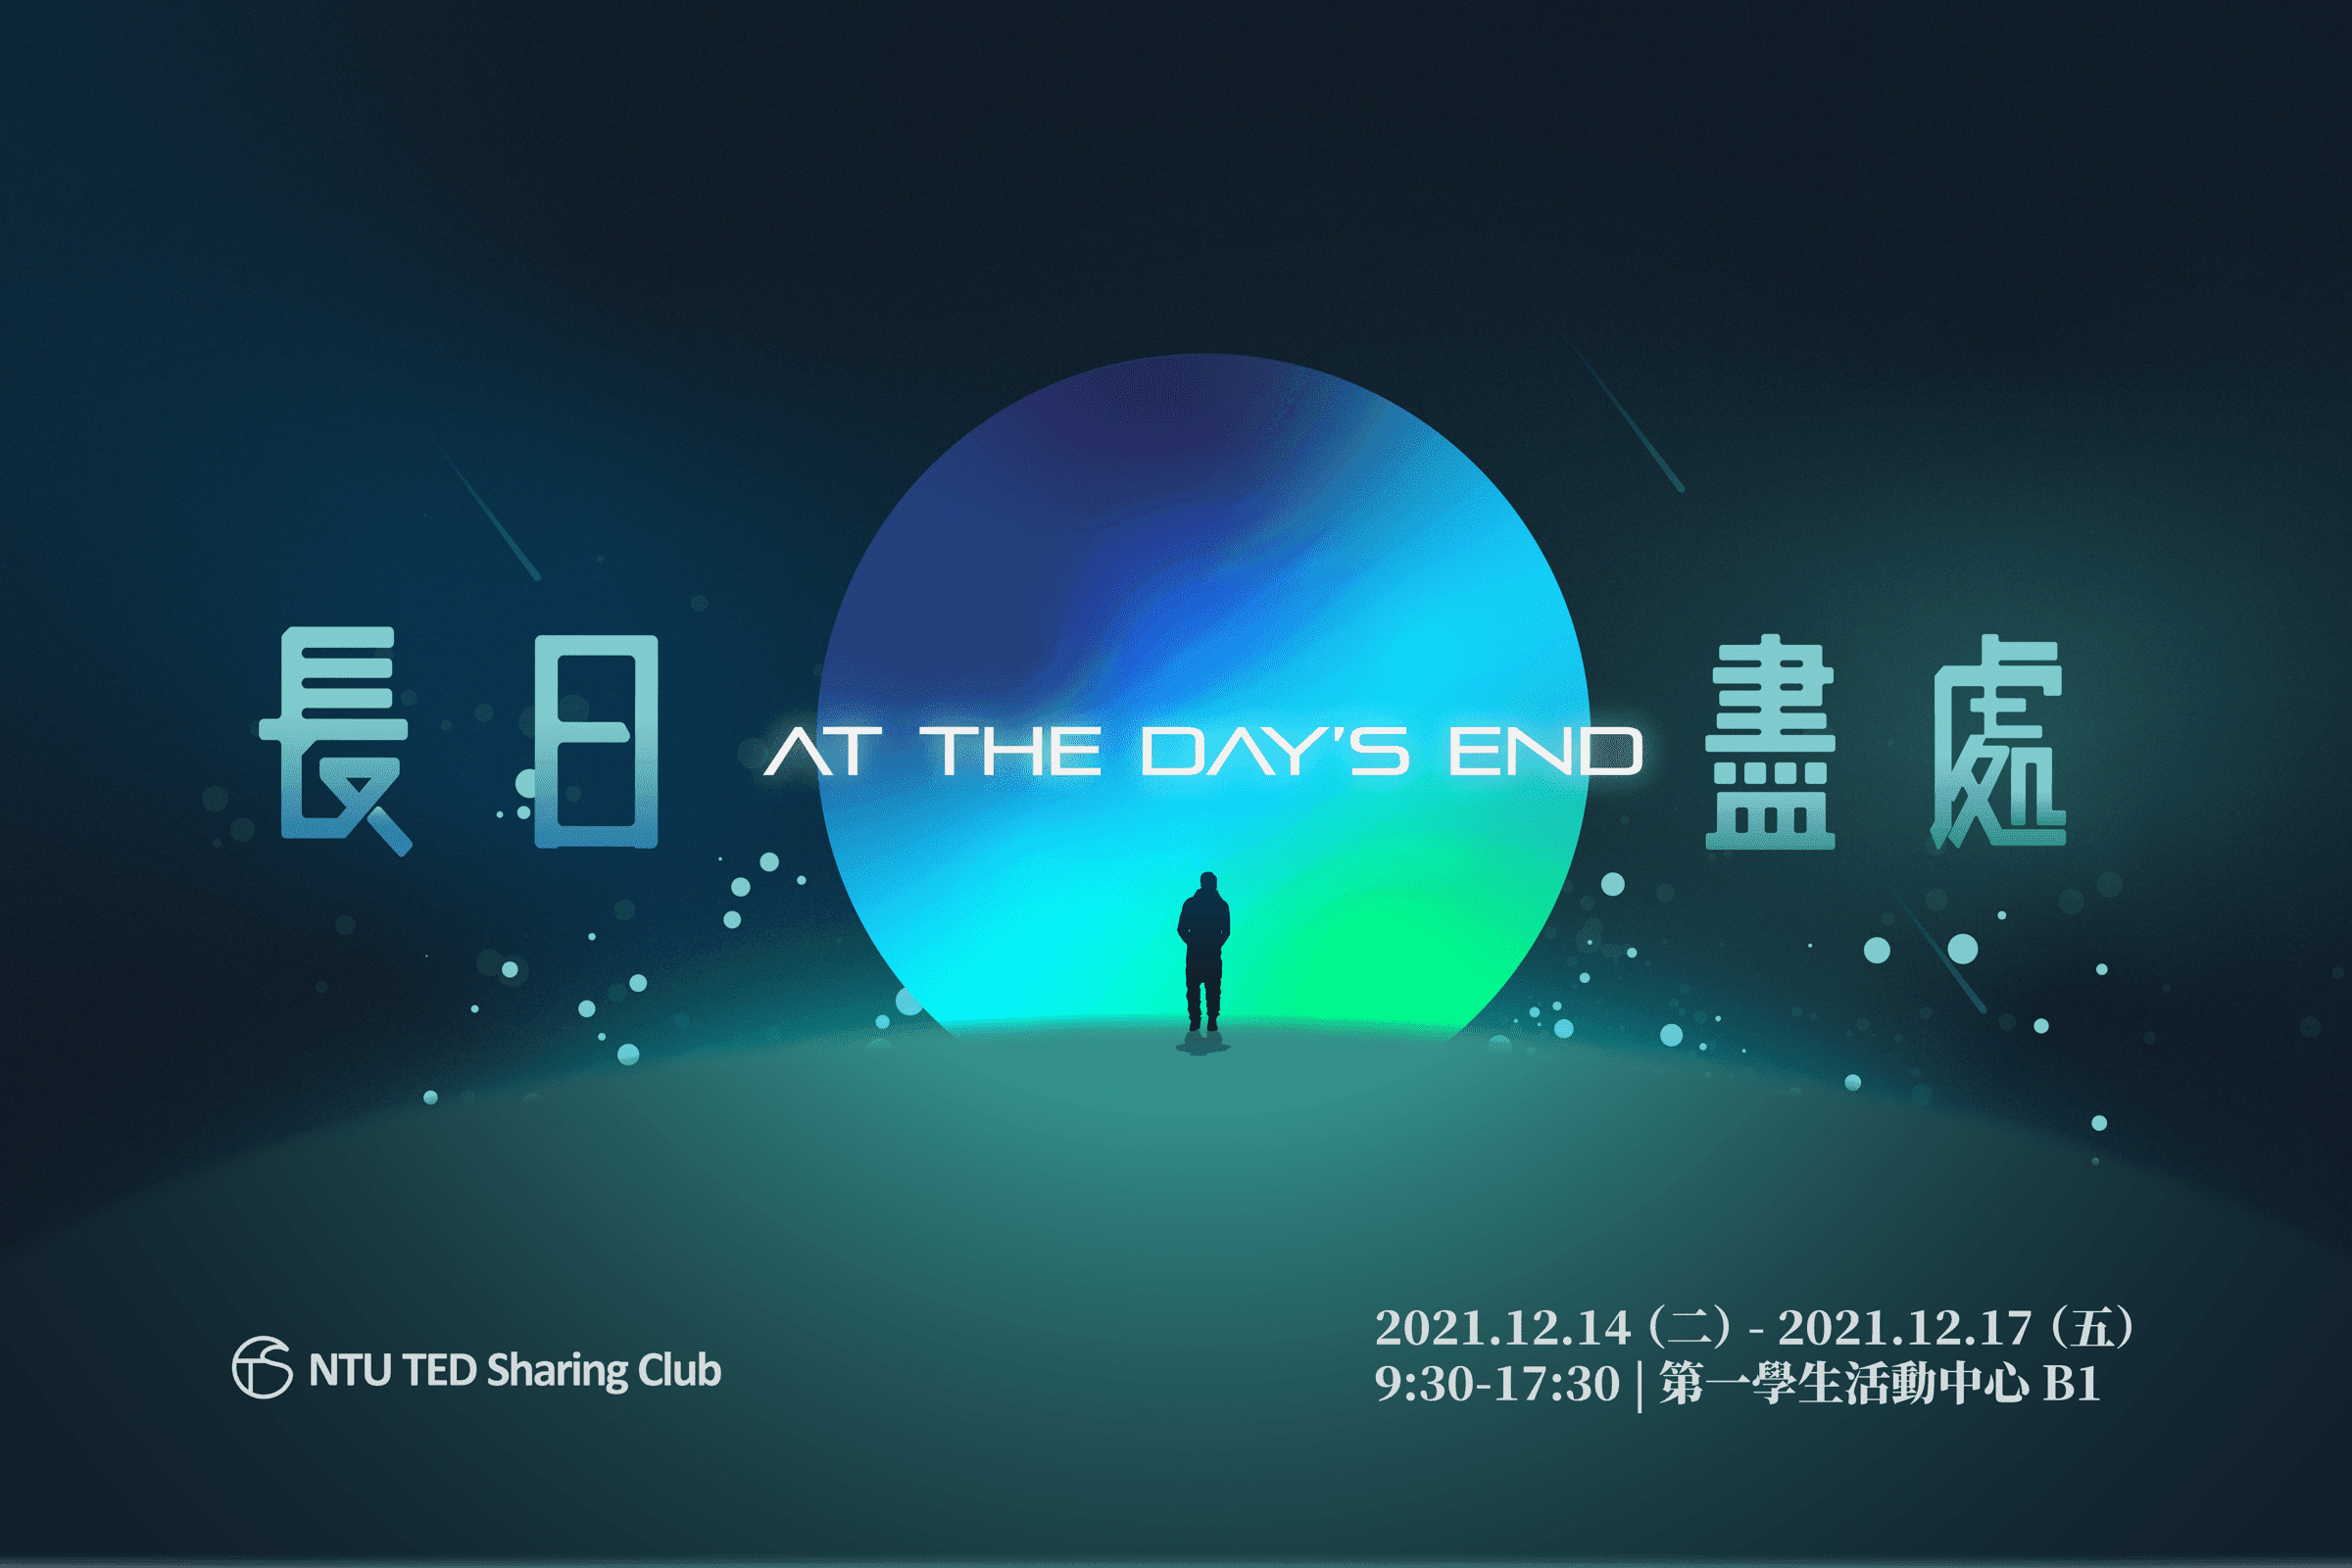 長日
AT THE DAY'S END
盡處
NTU TED Sharing Club
2021.12.14（二）- 2021.12.17（五）
9:30-17:30 | 第一學生活動中心 B1